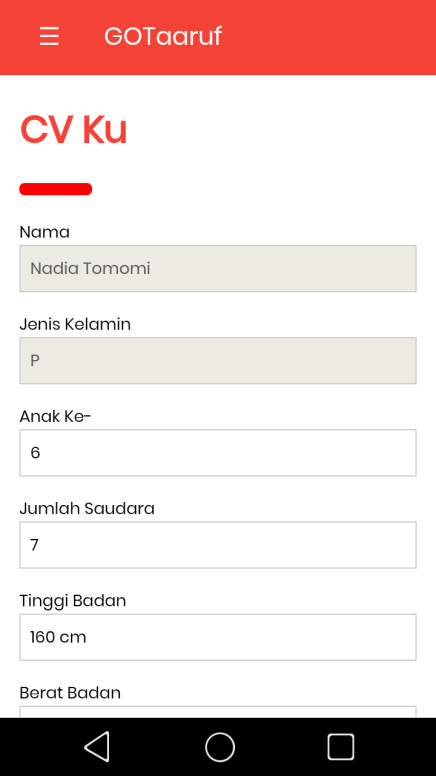 GOTaaruf
CV Ku
Nama
Nadia Tomomi
Jenis Kelamin
P
Anak Ke-
6
Jumlah Saudara
7
Tinggi Badan
160 cm
Berat Badan